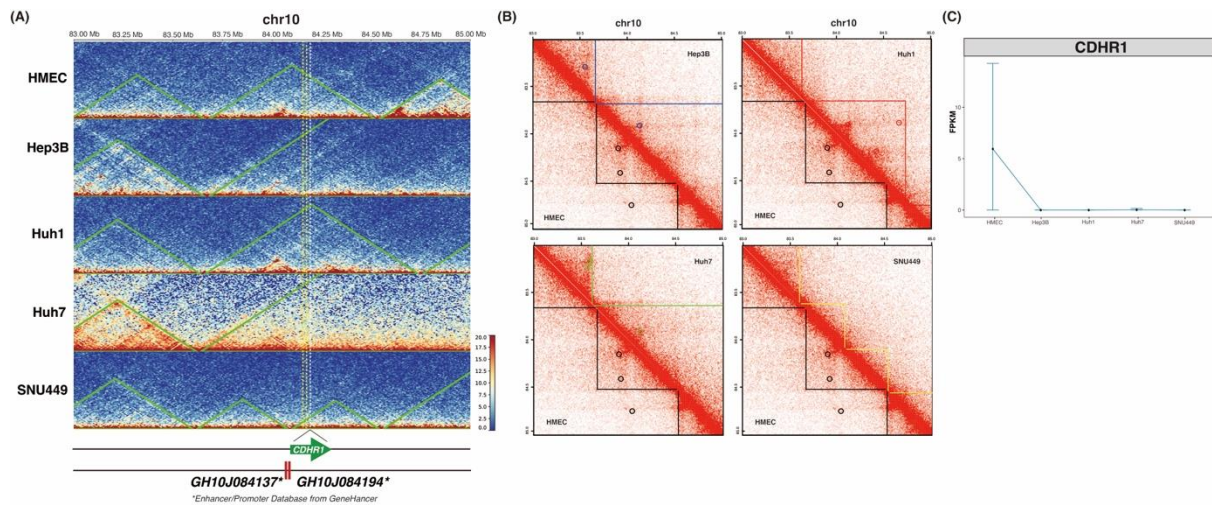 (A)
chr10
83.00 Mb 83.25 Mb 83.50 Mb 83.75 Mb 84.00 Mb 84.25 Mb 84.50 Mb 84.75 Mb 85.00 Mb
HMEC
Hep3B
Huh1
Huh7
SNU449
20.0
17.5
15.0
12.5
10.0
7.5
5.0
2.5
0.0
CDHR1
GH10J084137* GH10J084194*
*Enhancer/Promoter Database from GeneHancer
(B)
chr10 chr10
Hep3B
HMEC
Huh1
HMEC
Huh7
HMEC
SNU449
HMEC
(C)
CDHR1
FPKM
10
5
0
HMEC Hep3B Huh1 Huh7 SNU449